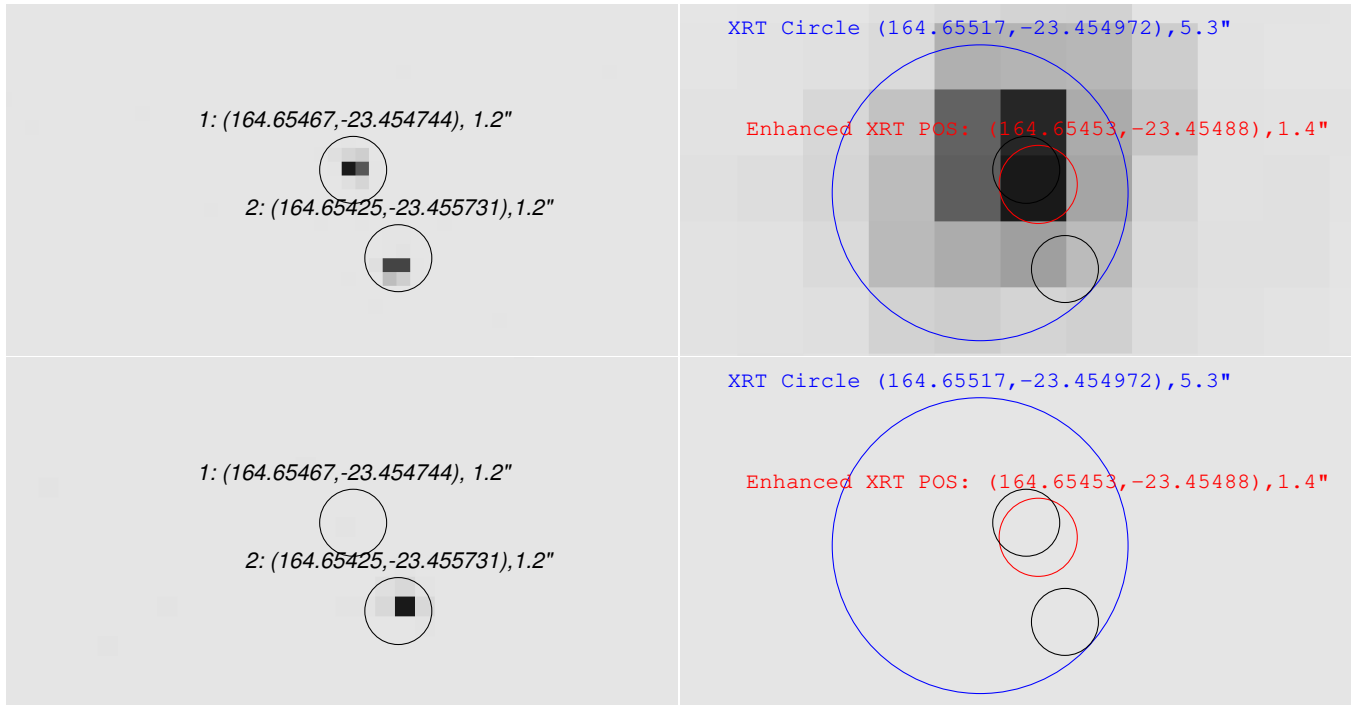 1: (164.65467,-23.454744), 1.2"
2: (164.65425,-23.455731),1.2"
XRT Circle (164.65517,-23.454972),5.3"
Enhanced XRT POS: (164.65453,-23.45488),1.4"
1: (164.65467,-23.454744), 1.2"
2: (164.65425,-23.455731),1.2"
XRT Circle (164.65517,-23.454972),5.3"
Enhanced XRT POS: (164.65453,-23.45488),1.4"